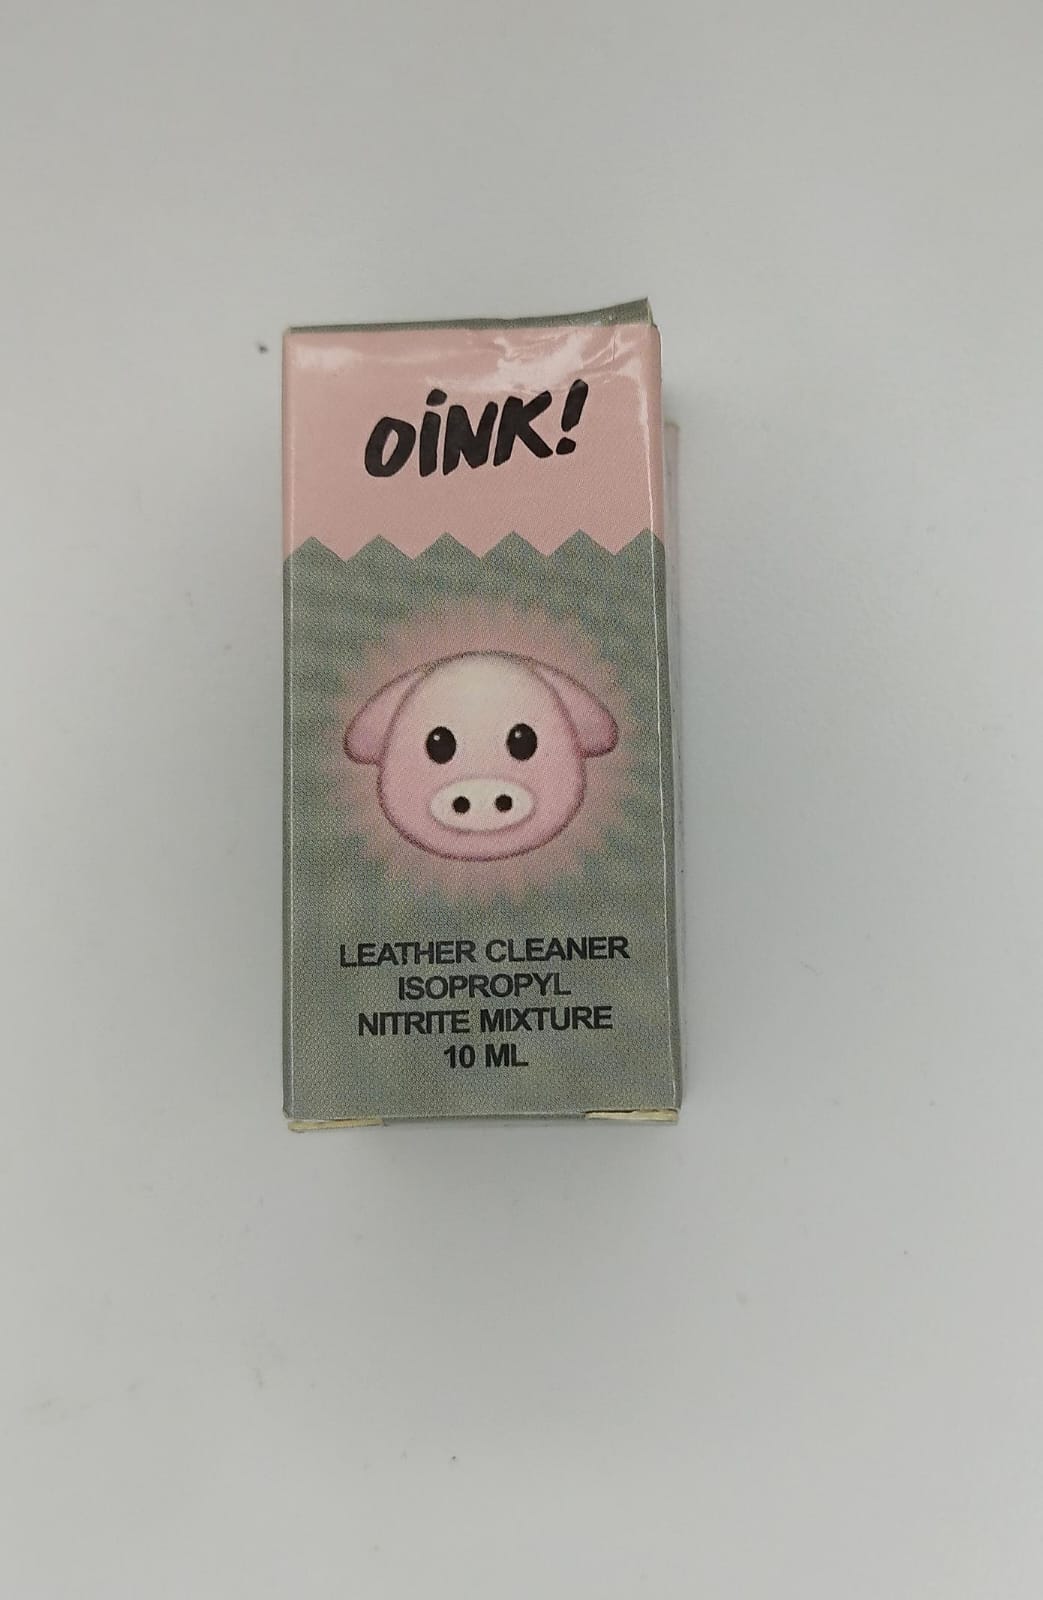 OINK!
LEATHER CLEANER
ISOPROPYL
NITRITE MIXTURE
10 ML